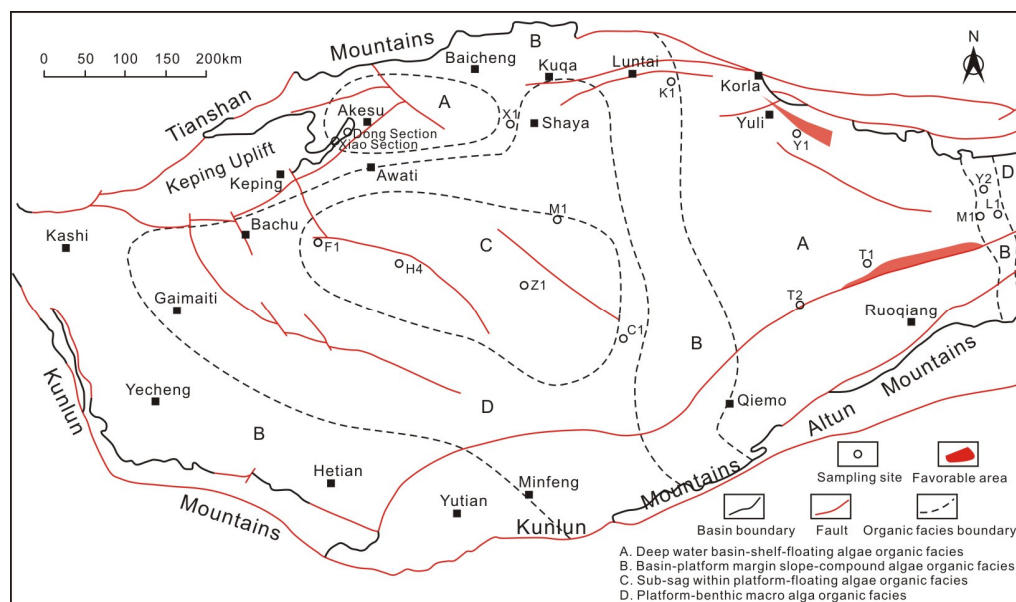 0 50 100 200km
Mountains
Tianshan
Baicheng
B
Kuqa
Luntai
N
Korla
K1
A
Akesu
X1
Shaya
Yuli
Y1
Dong Section
Xiao Section
Keping Uplift
Keping
Awati
D
Y2
L1
M1
M1
Kashi
Bachu
F1
C
H4
Z1
A
T1
B
T2
Gaimaiti
Ruoqiang
C1
B
Kunlun
Yecheng
D
Qiemo
Altun Mountains
B
Hetian
Minfeng
Yutian
Mountains
Kunlun Mountains
Sampling site
Favorable area
Basin boundary
Fault
Organic facies boundary
A. Deep water basin-shelf-floating algae organic facies
B. Basin-platform margin slope-compound algae organic facies
C. Sub-sag within platform-floating algae organic facies
D. Platform-benthic macro alga organic facies